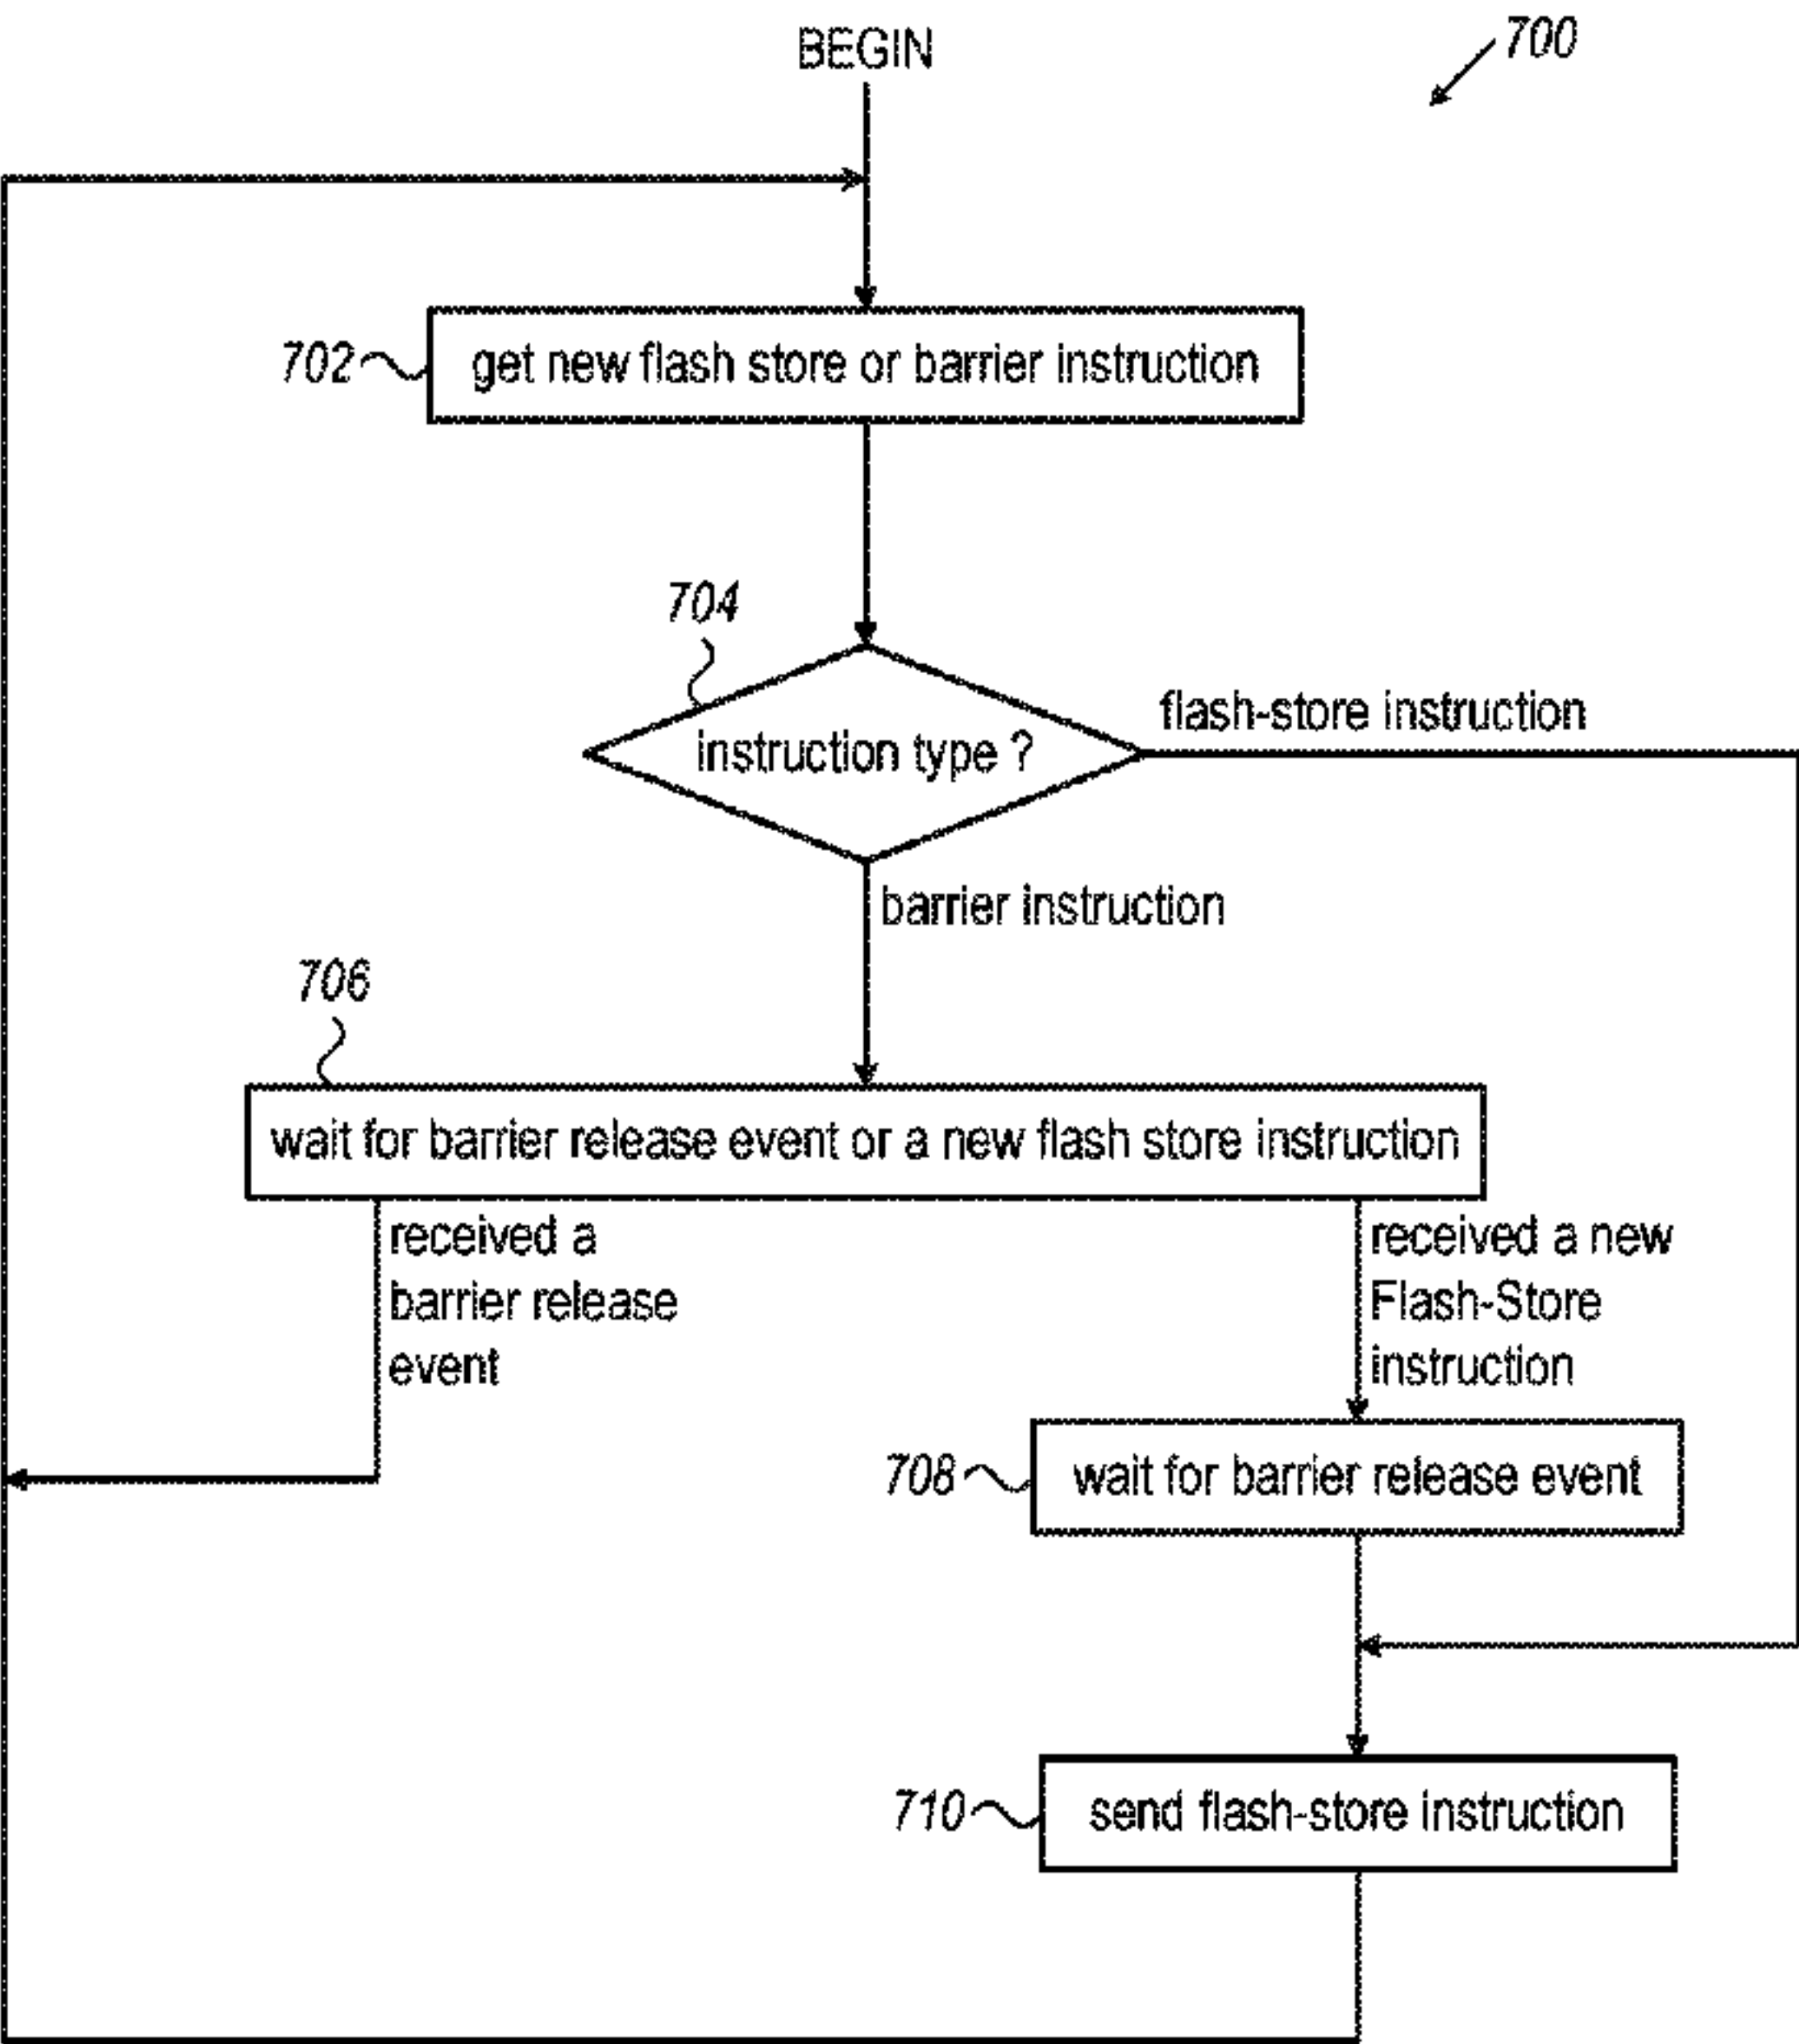 BEGIN
700
702
get new flash store or barrier instruction
704
flash-store instruction
instruction type ?
barrier instruction
706
wait for barrier release event or a new flash store instruction
received a
barrier release
event
received a new
Flash-Store
instruction
708
wait for barrier release event
710
send flash-store instruction